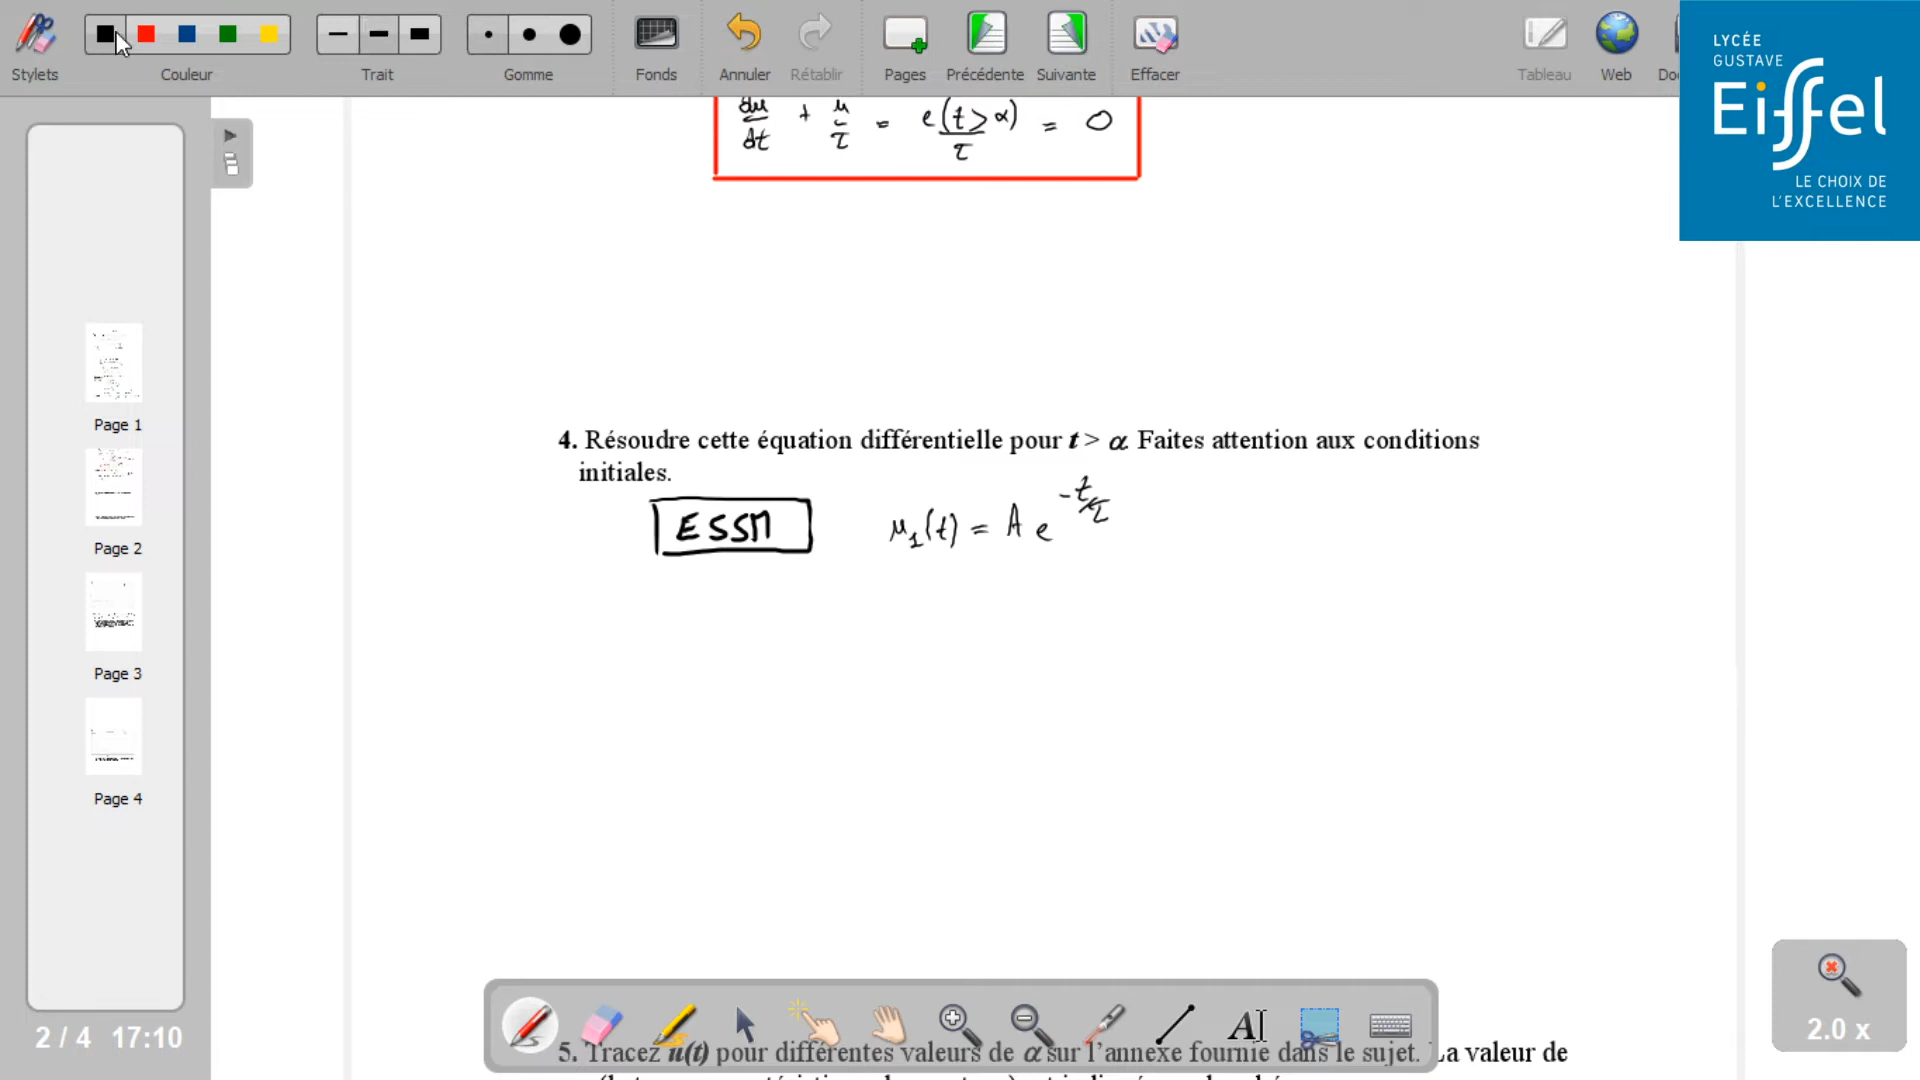 Stylets
Couleur
Trait
Gomme
Fonds
Annuler
Rétablir
Pages
Précédente
Suivante
Effacer
Tableau
Web
LYCÉE
GUSTAVE
Eiffel
LE CHOIX DE
L'EXCELLENCE
du/dt + u/τ = e(t>α)/τ = 0
4. Résoudre cette équation différentielle pour t > α. Faites attention aux conditions
initiales.
ESSM u₁(t) = A e^(-t/τ)
Page 1
Page 2
Page 3
Page 4
2 / 4 17:10
2.0 x
5. Tracez u(t) pour différentes valeurs de α sur l'annexe fournie dans le sujet. La valeur de